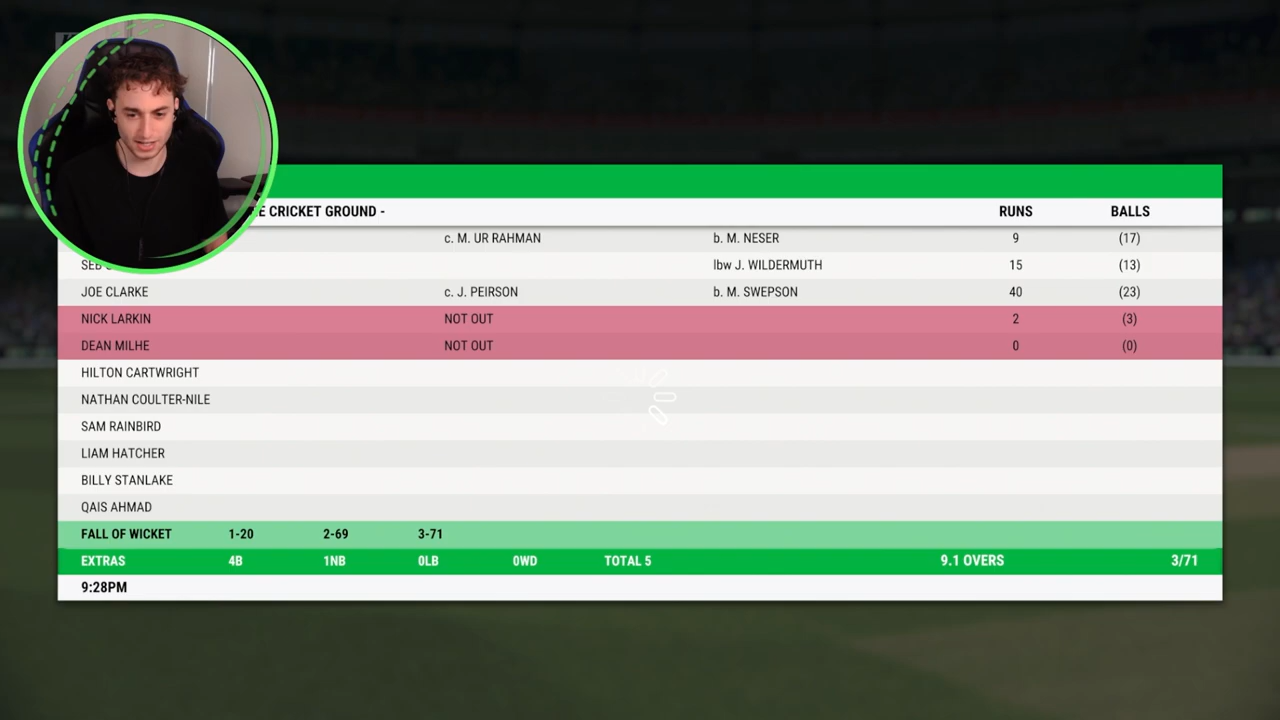 E CRICKET GROUND - RUNS BALLS
c. M. UR RAHMAN b. M. NESER 9 (17)
SEB lbw J. WILDERMUTH 15 (13)
JOE CLARKE c. J. PEIRSON b. M. SWEPSON 40 (23)
NICK LARKIN NOT OUT 2 (3)
DEAN MILHE NOT OUT 0 (0)
HILTON CARTWRIGHT
NATHAN COULTER-NILE
SAM RAINBIRD
LIAM HATCHER
BILLY STANLAKE
QAIS AHMAD
FALL OF WICKET 1-20 2-69 3-71
EXTRAS 4B 1NB 0LB 0WD TOTAL 5 9.1 OVERS 3/71
9:28PM